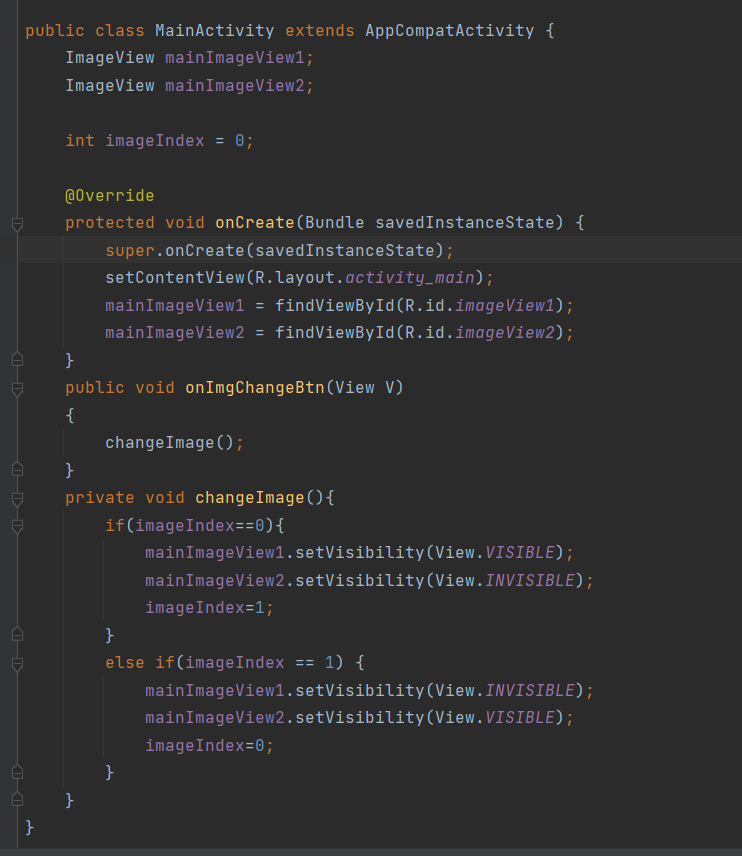 public class MainActivity extends AppCompatActivity {
    ImageView mainImageView1;
    ImageView mainImageView2;

    int imageIndex = 0;

    @Override
    protected void onCreate(Bundle savedInstanceState) {
        super.onCreate(savedInstanceState);
        setContentView(R.layout.activity_main);
        mainImageView1 = findViewById(R.id.imageView1);
        mainImageView2 = findViewById(R.id.imageView2);
    }
    public void onImgChangeBtn(View V)
    {
        changeImage();
    }
    private void changeImage(){
        if(imageIndex==0){
            mainImageView1.setVisibility(View.VISIBLE);
            mainImageView2.setVisibility(View.INVISIBLE);
            imageIndex=1;
        }
        else if(imageIndex == 1) {
            mainImageView1.setVisibility(View.INVISIBLE);
            mainImageView2.setVisibility(View.VISIBLE);
            imageIndex=0;
        }
    }
}